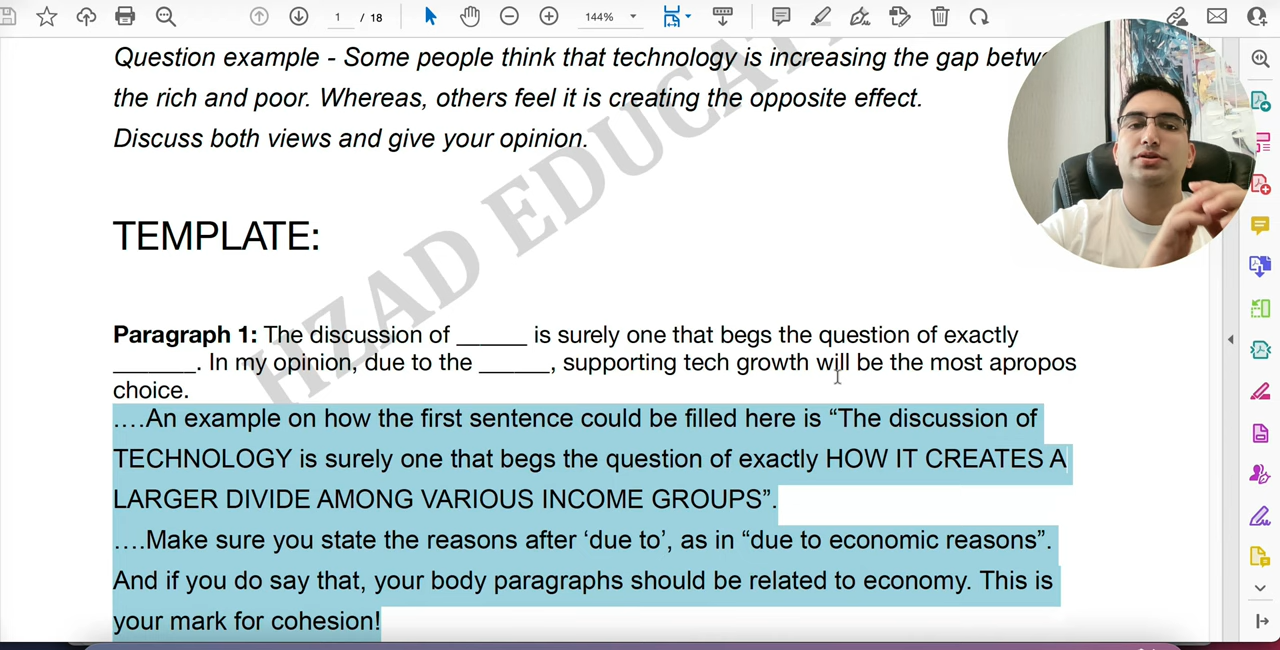 1 / 18
144%
Question example - Some people think that technology is increasing the gap betw
the rich and poor. Whereas, others feel it is creating the opposite effect.
Discuss both views and give your opinion.
HZAD EDUCAT
TEMPLATE:
Paragraph 1: The discussion of ______ is surely one that begs the question of exactly
_______. In my opinion, due to the ______, supporting tech growth will be the most apropos
choice.
….An example on how the first sentence could be filled here is “The discussion of
TECHNOLOGY is surely one that begs the question of exactly HOW IT CREATES A
LARGER DIVIDE AMONG VARIOUS INCOME GROUPS”.
….Make sure you state the reasons after ‘due to’, as in “due to economic reasons”.
And if you do say that, your body paragraphs should be related to economy. This is
your mark for cohesion!